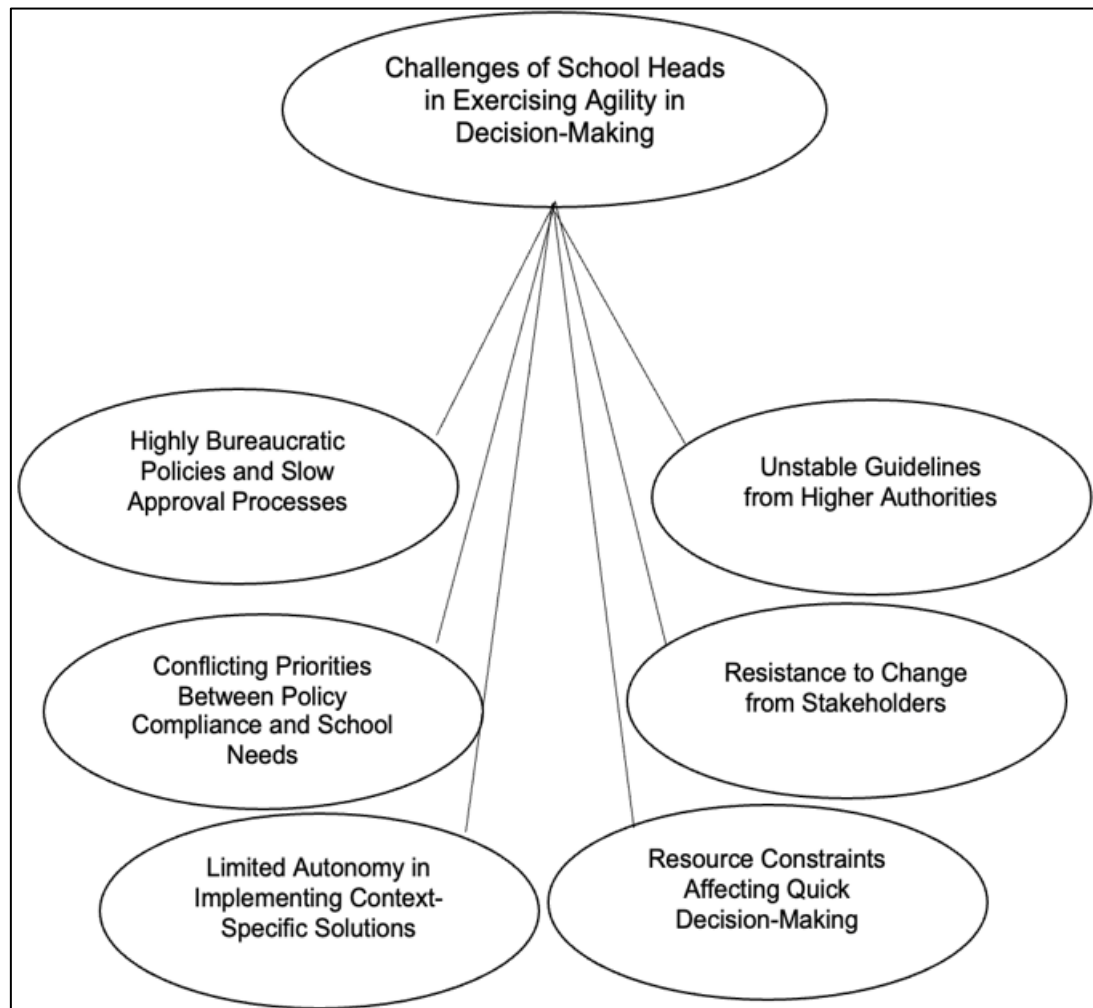 Challenges of School Heads
in Exercising Agility in
Decision-Making
Highly Bureaucratic
Policies and Slow
Approval Processes
Unstable Guidelines
from Higher Authorities
Conflicting Priorities
Between Policy
Compliance and School
Needs
Resistance to Change
from Stakeholders
Limited Autonomy in
Implementing Context-
Specific Solutions
Resource Constraints
Affecting Quick
Decision-Making